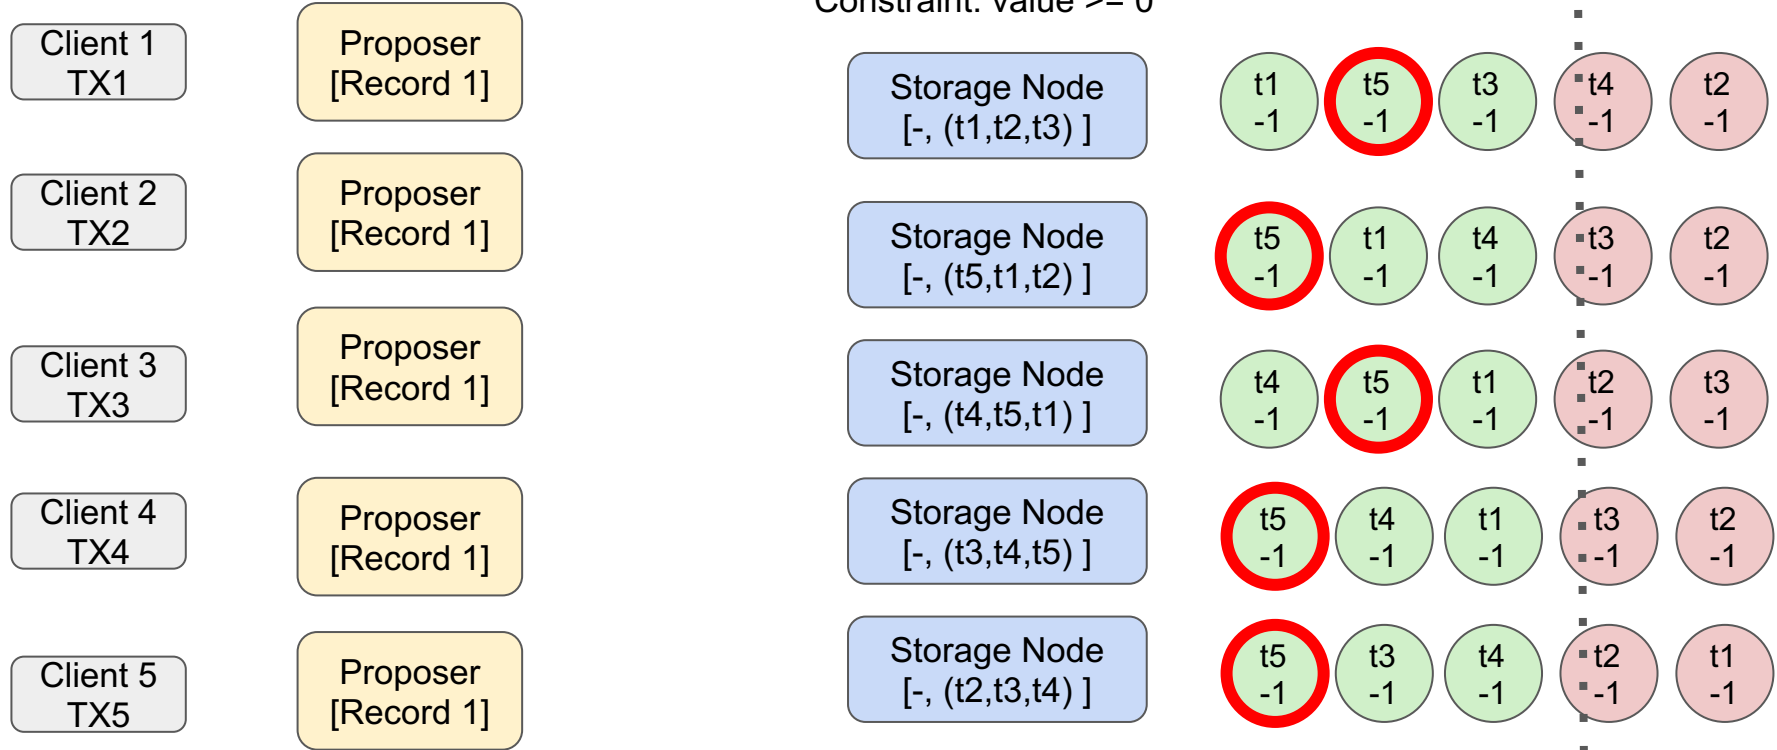 Constraint: value >= 0
Client 1
TX1
Proposer
[Record 1]
Storage Node
[-, (t1,t2,t3) ]
t1
-1
t5
-1
t3
-1
t4
-1
t2
-1
Client 2
TX2
Proposer
[Record 1]
Storage Node
[-, (t5,t1,t2) ]
t5
-1
t1
-1
t4
-1
t3
-1
t2
-1
Client 3
TX3
Proposer
[Record 1]
Storage Node
[-, (t4,t5,t1) ]
t4
-1
t5
-1
t1
-1
t2
-1
t3
-1
Client 4
TX4
Proposer
[Record 1]
Storage Node
[-, (t3,t4,t5) ]
t5
-1
t4
-1
t1
-1
t3
-1
t2
-1
Client 5
TX5
Proposer
[Record 1]
Storage Node
[-, (t2,t3,t4) ]
t5
-1
t3
-1
t4
-1
t2
-1
t1
-1